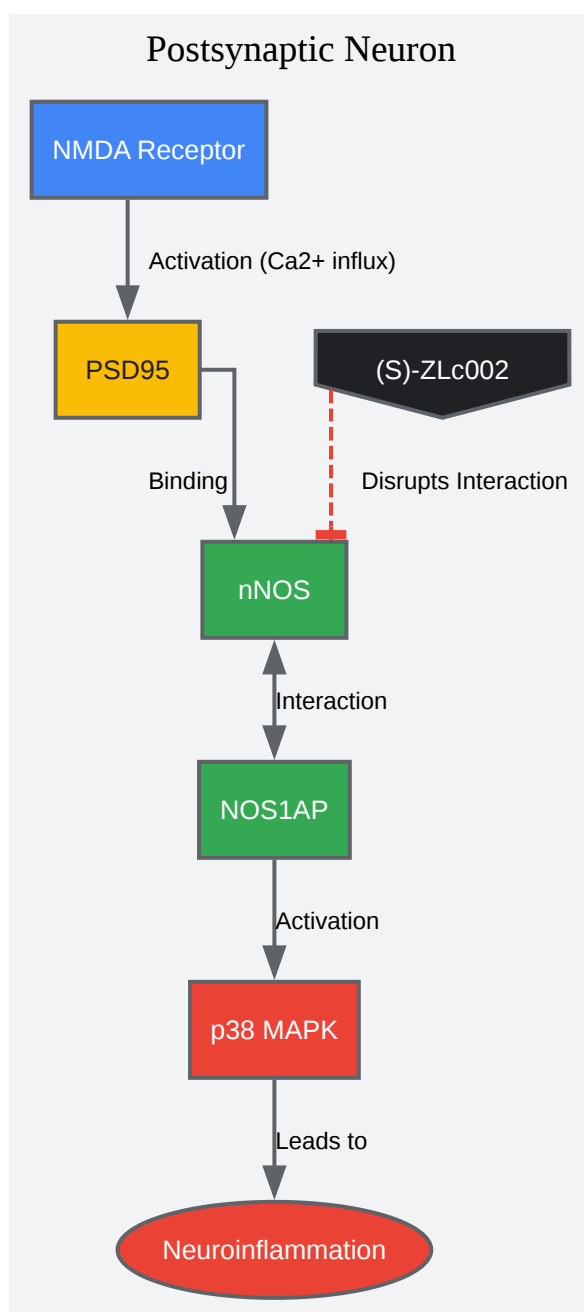 Postsynaptic Neuron
NMDA Receptor
Activation (Ca2+ influx)
PSD95
(S)-ZLc002
Binding
Disrupts Interaction
nNOS
Interaction
NOS1AP
Activation
p38 MAPK
Leads to
Neuroinflammation